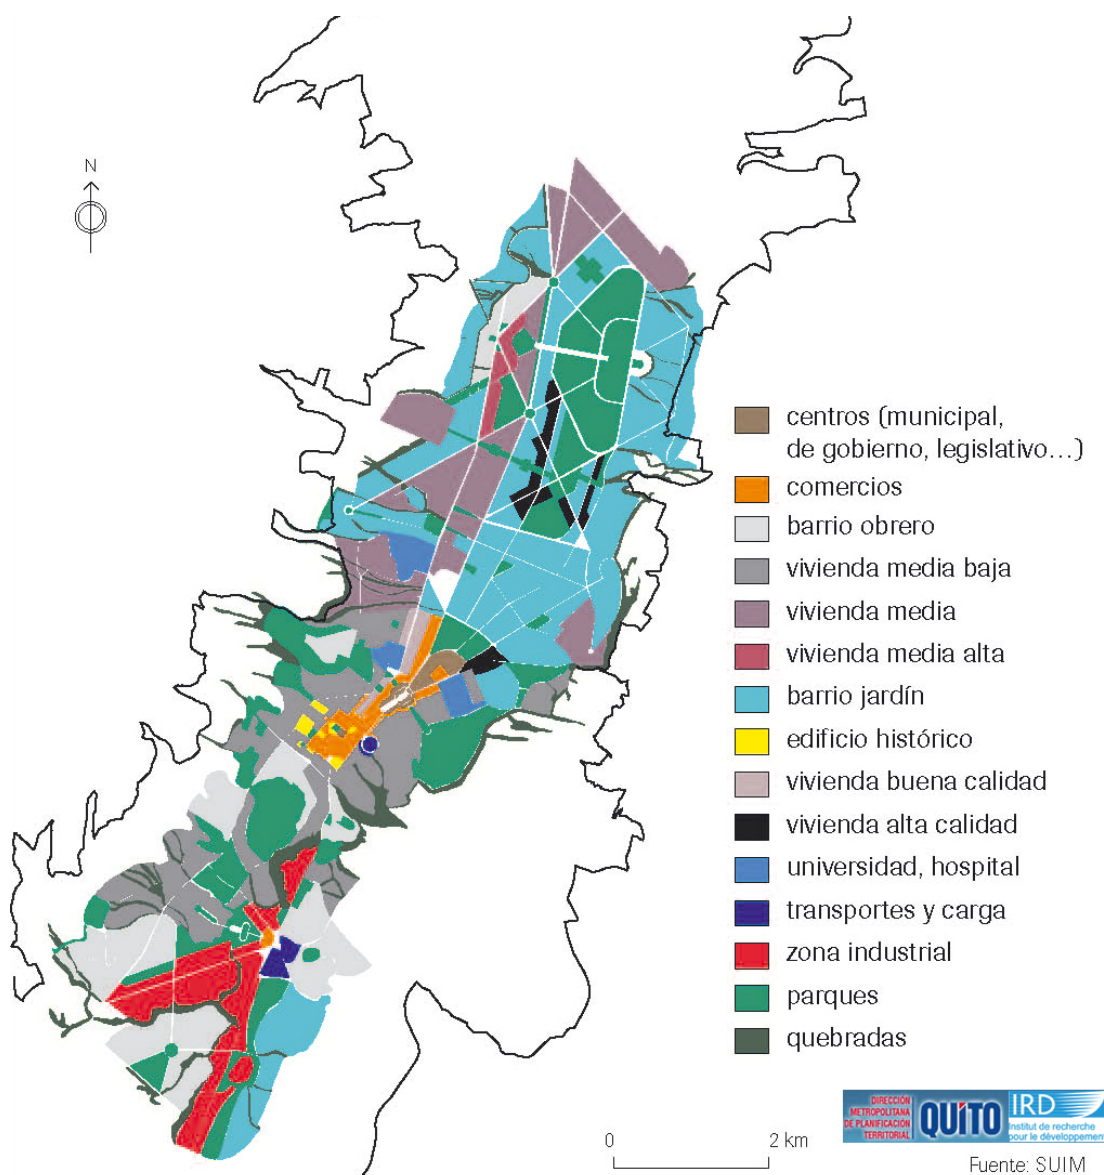 N
centros (municipal,
de gobierno, legislativo...)
comercios
barrio obrero
vivienda media baja
vivienda media
vivienda media alta
barrio jardín
edificio histórico
vivienda buena calidad
vivienda alta calidad
universidad, hospital
transportes y carga
zona industrial
parques
quebradas
DIRECCIÓN
METROPOLITANA
DE PLANIFICACIÓN
TERRITORIAL
QUITO
IRD
Institut de recherche
pour le développement
0 2 km
Fuente: SUIM